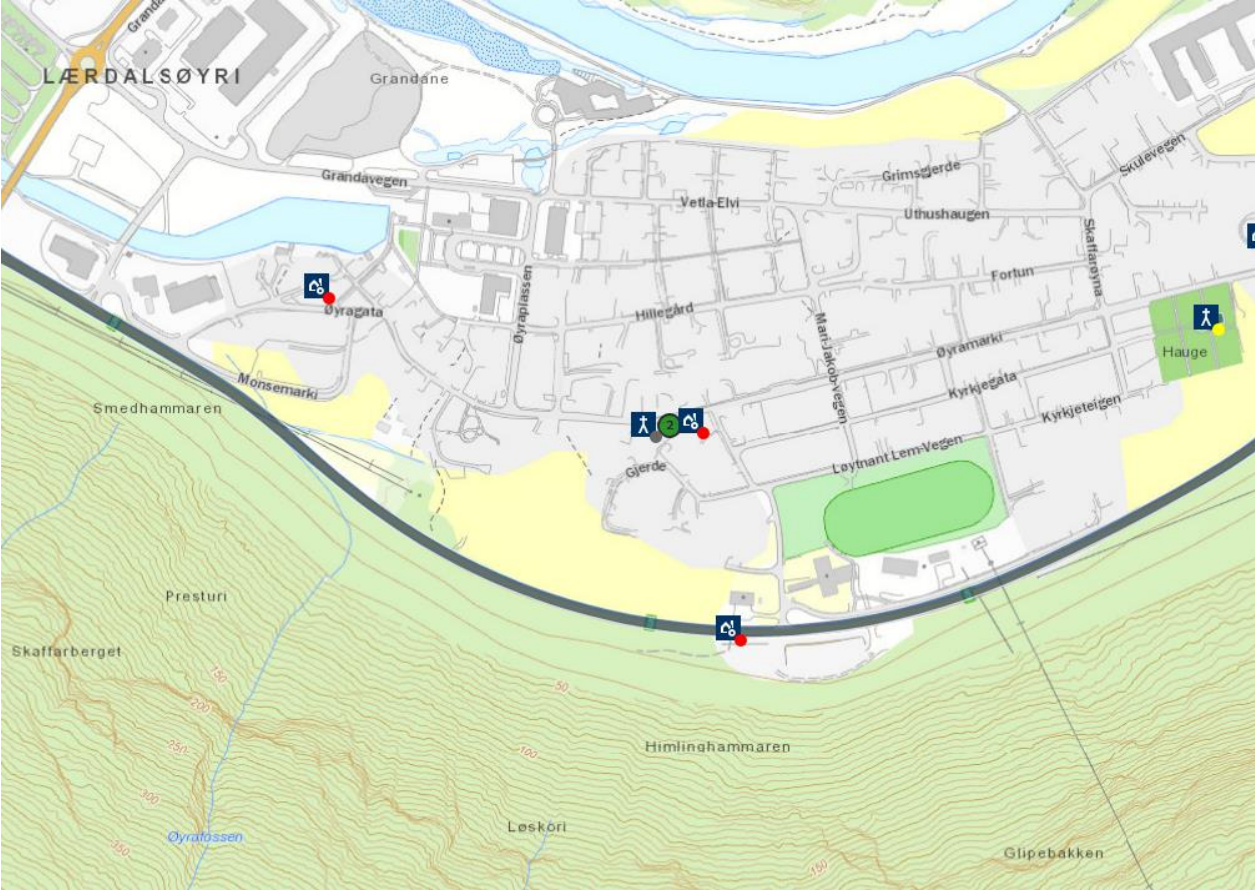 LÆRDALSØYRI
Grandane
Grandavegen
Grimsgjerde
Skulevegen
Vetla-Elvi
Uthushaugen
Skaffarøyna
Fortun
Øyragata
Øyraplassen
Hillegård
Mari-Jakob-vegen
Øyramarki
Hauge
Monsemarki
Kyrkjegata
Smedhammaren
Kyrkjeteigen
2
Gjerde
Løytnant Lem-Vegen
Presturi
Skaffarberget
150
50
200
250
100
Himlinghammaren
300
Øyrafossen
Løskori
350
Glipebakken
150